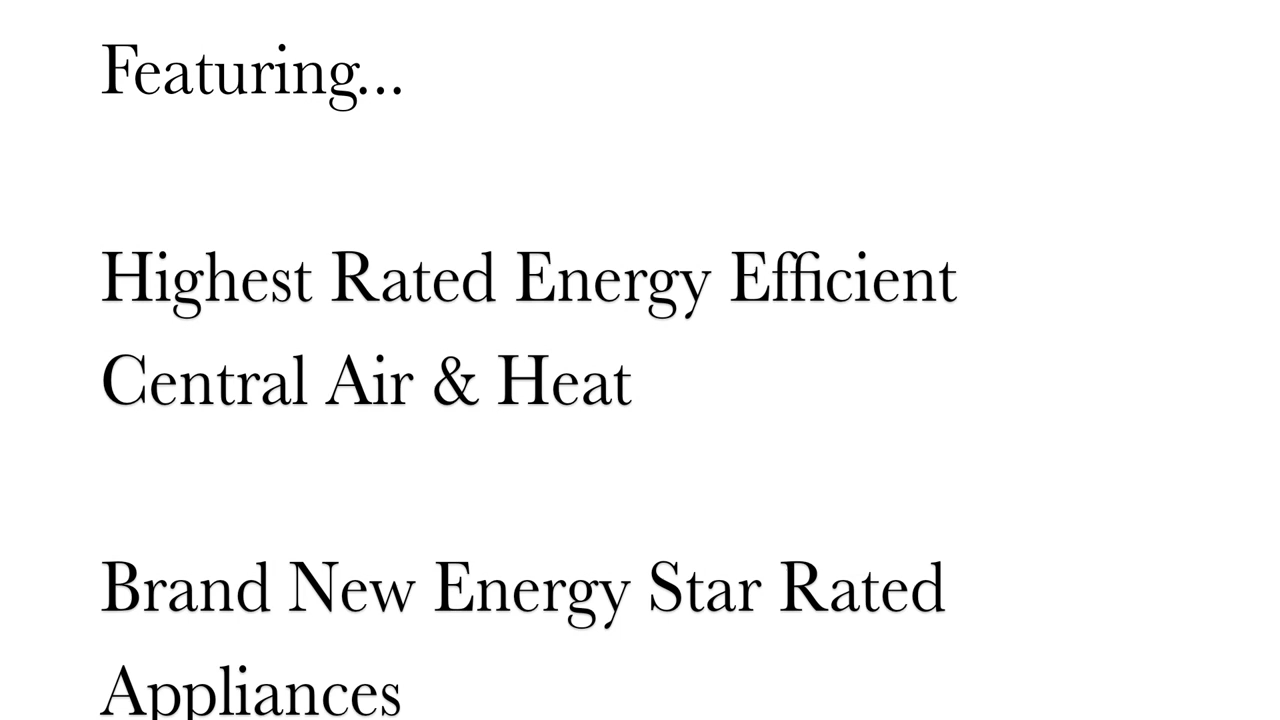 Featuring...
Highest Rated Energy Efficient
Central Air & Heat
Brand New Energy Star Rated
Appliances